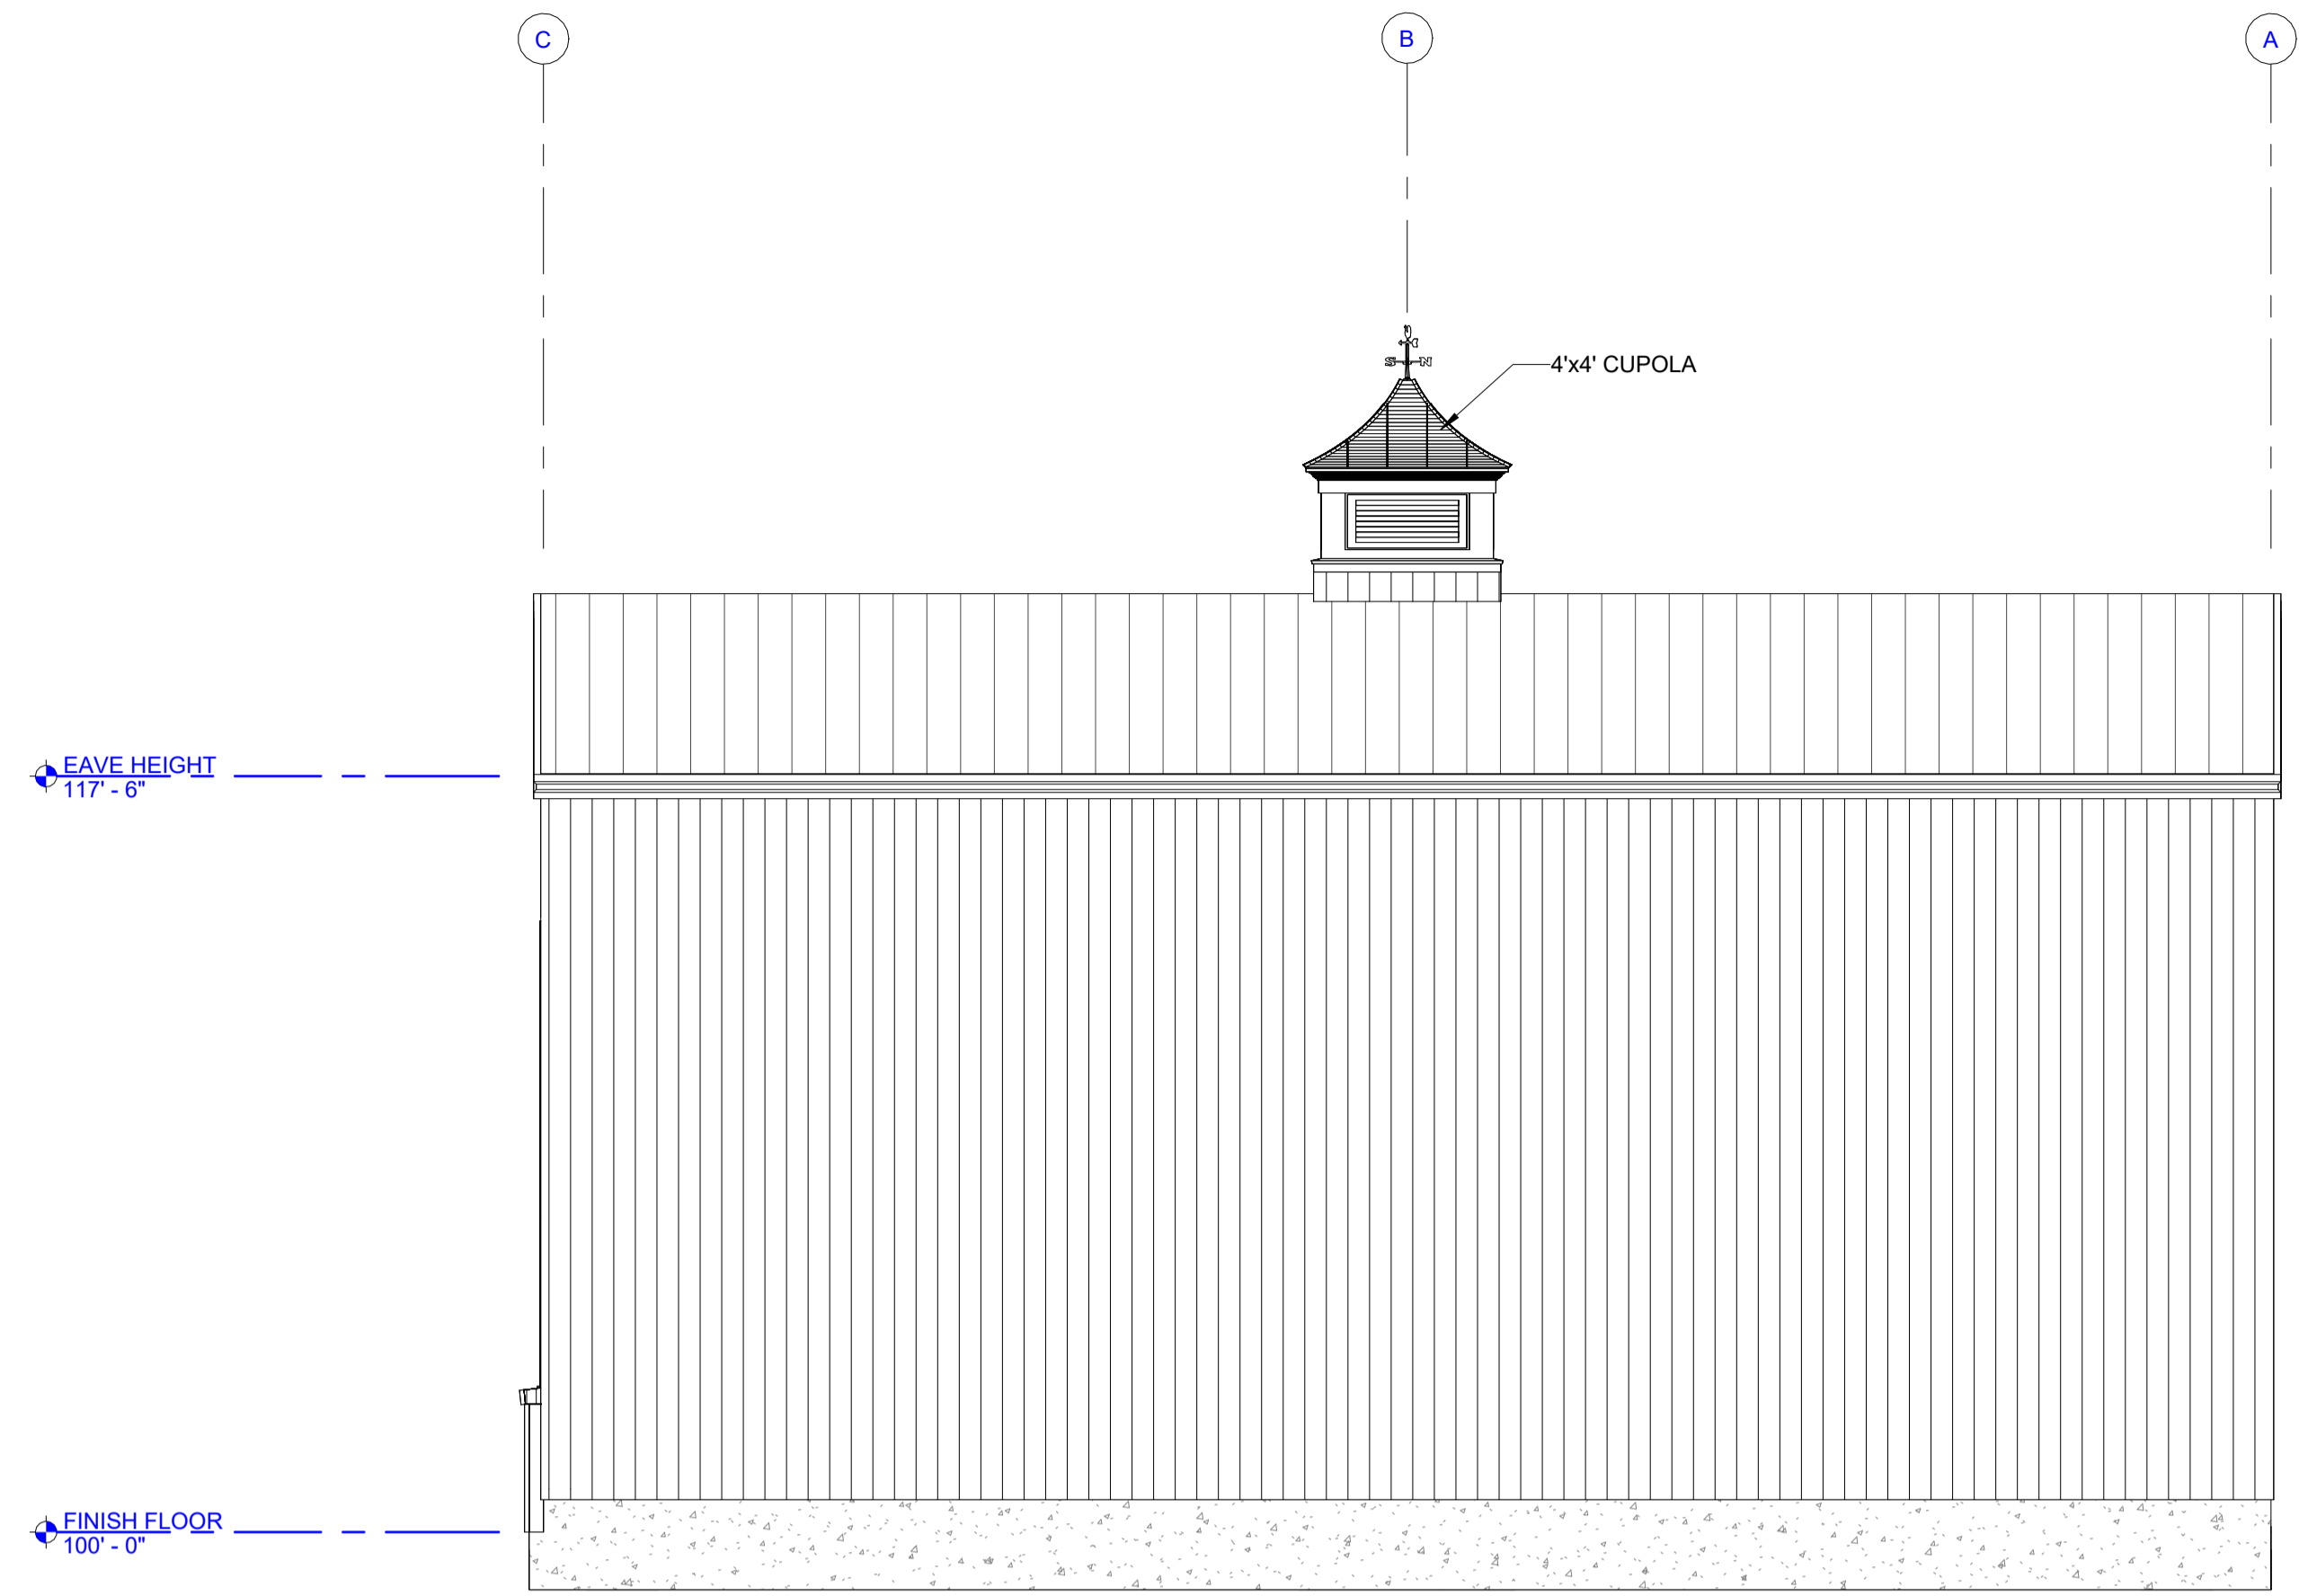 C
B
A
S N
4'x4' CUPOLA
EAVE HEIGHT
117' - 6"
FINISH FLOOR
100' - 0"